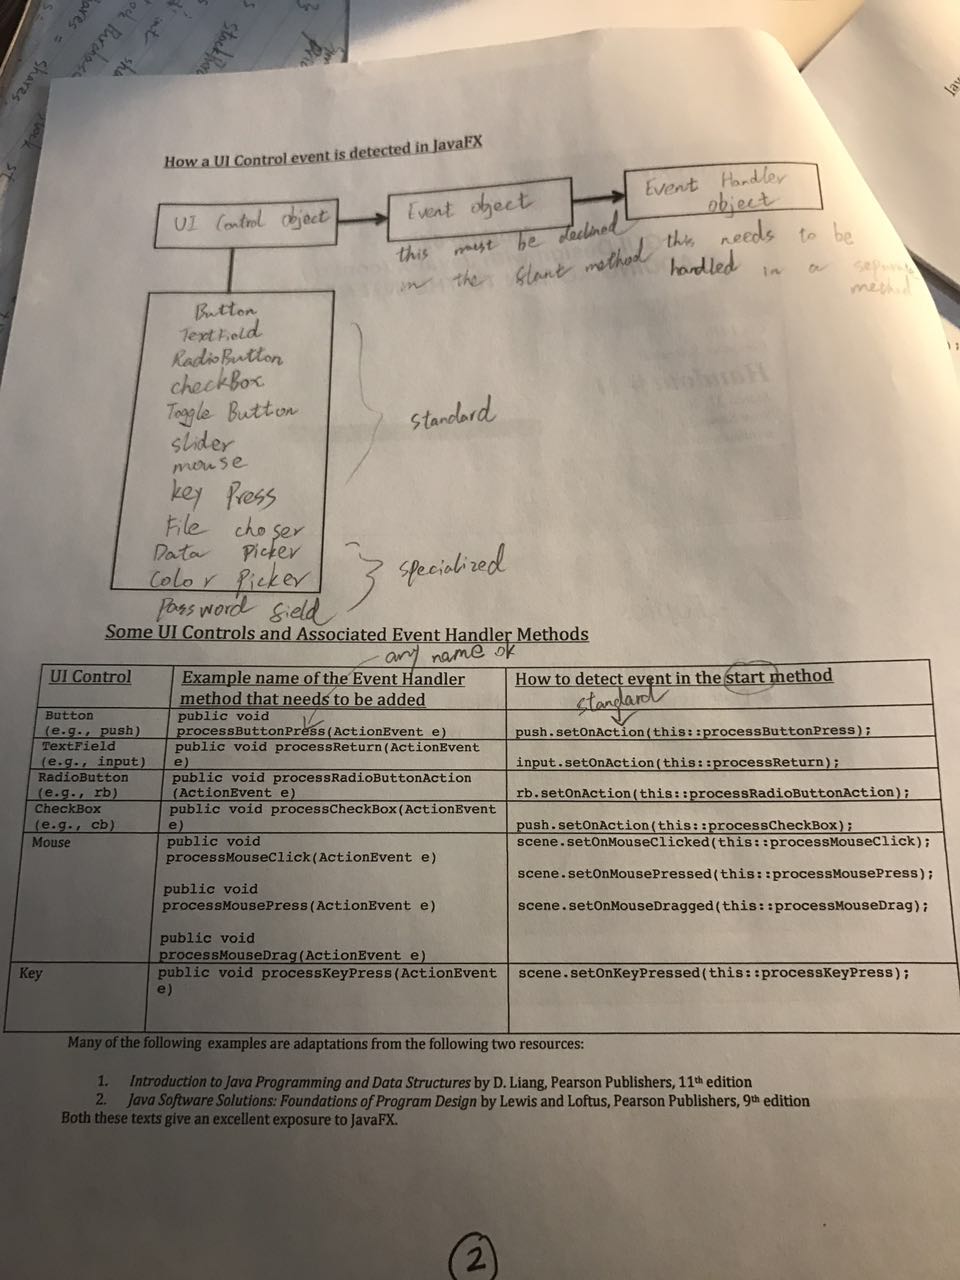 How a UI Control event is detected in JavaFX
UI Control object
Event object
Event Handler
object
this must be declined
in the start method
this needs to be
handled in a separate
method
Button
TextField
RadioButton
checkBox
Toggle Button
slider
mouse
key Press
File choser
Data Picker
Color Picker
Password field
standard
specialized
Some UI Controls and Associated Event Handler Methods
any name ok
UI Control
Example name of the Event Handler
method that needs to be added
How to detect event in the start method
standard
Button
(e.g., push)
public void
processButtonPress(ActionEvent e)
push.setOnAction(this::processButtonPress);
TextField
(e.g., input)
public void processReturn(ActionEvent
e)
input.setOnAction(this::processReturn);
RadioButton
(e.g., rb)
public void processRadioButtonAction
(ActionEvent e)
rb.setOnAction(this::processRadioButtonAction);
CheckBox
(e.g., cb)
public void processCheckBox(ActionEvent
e)
push.setOnAction(this::processCheckBox);
Mouse
public void
processMouseClick(ActionEvent e)
public void
processMousePress(ActionEvent e)
public void
processMouseDrag(ActionEvent e)
scene.setOnMouseClicked(this::processMouseClick);
scene.setOnMousePressed(this::processMousePress);
scene.setOnMouseDragged(this::processMouseDrag);
Key
public void processKeyPress(ActionEvent
e)
scene.setOnKeyPressed(this::processKeyPress);
Many of the following examples are adaptations from the following two resources:
1. Introduction to Java Programming and Data Structures by D. Liang, Pearson Publishers, 11th edition
2. Java Software Solutions: Foundations of Program Design by Lewis and Loftus, Pearson Publishers, 9th edition
Both these texts give an excellent exposure to JavaFX.
2